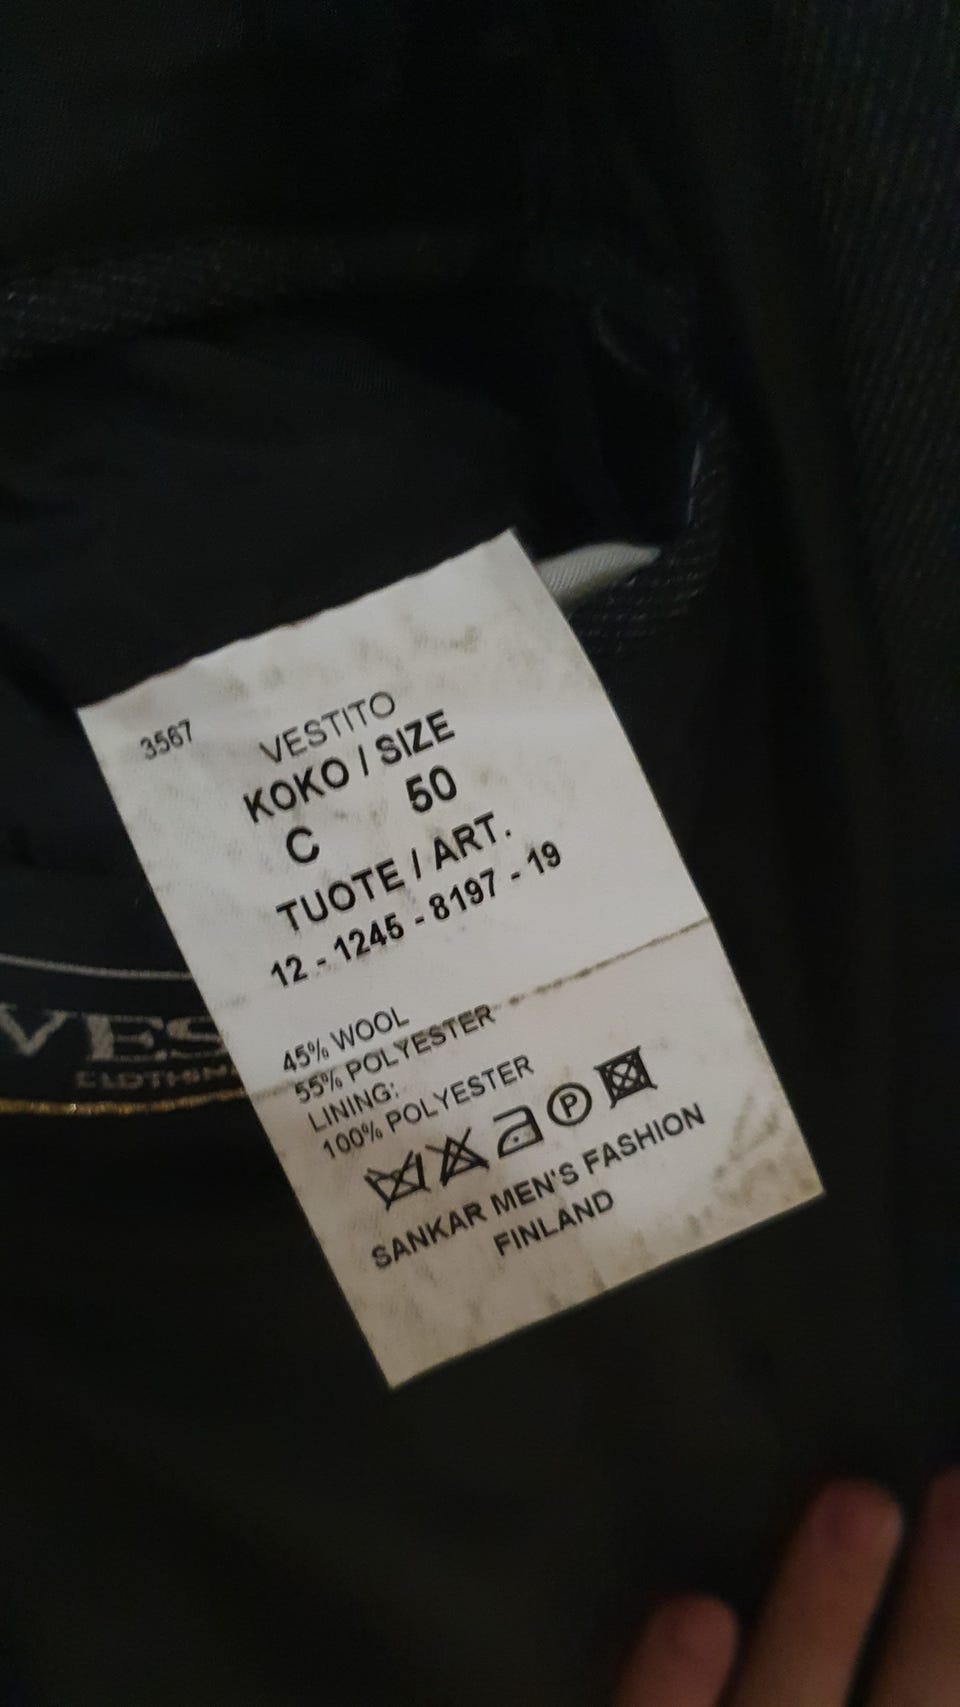 3567
VESTITO
KOKO / SIZE
C 50
TUOTE / ART.
12 - 1245 - 8197 - 19
45% WOOL
55% POLYESTER
LINING:
100% POLYESTER
P
SANKAR MEN'S FASHION
FINLAND
VES
CLOTHIN